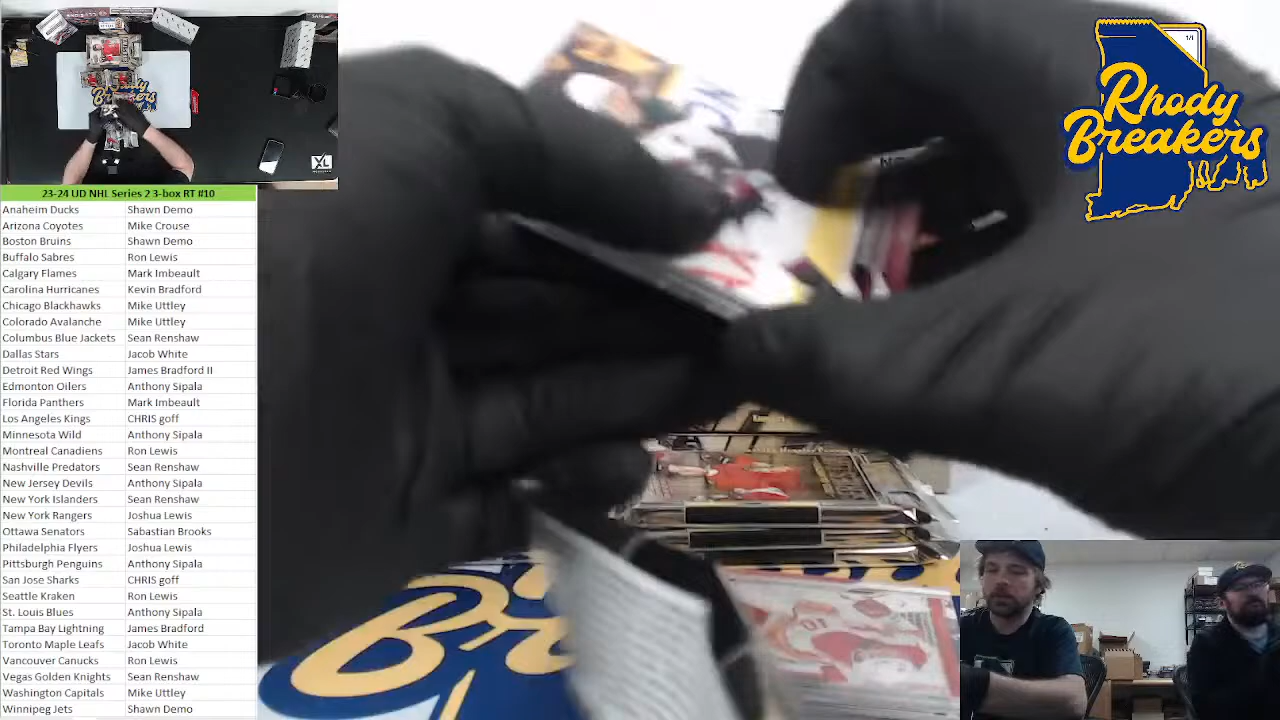 23-24 UD NHL Series 2 3-box RT #10
Anaheim Ducks Shawn Demo
Arizona Coyotes Mike Crouse
Boston Bruins Shawn Demo
Buffalo Sabres Ron Lewis
Calgary Flames Mark Imbeault
Carolina Hurricanes Kevin Bradford
Chicago Blackhawks Mike Uttley
Colorado Avalanche Mike Uttley
Columbus Blue Jackets Sean Renshaw
Dallas Stars Jacob White
Detroit Red Wings James Bradford II
Edmonton Oilers Anthony Sipala
Florida Panthers Mark Imbeault
Los Angeles Kings CHRIS goff
Minnesota Wild Anthony Sipala
Montreal Canadiens Ron Lewis
Nashville Predators Sean Renshaw
New Jersey Devils Anthony Sipala
New York Islanders Sean Renshaw
New York Rangers Joshua Lewis
Ottawa Senators Sabastian Brooks
Philadelphia Flyers Joshua Lewis
Pittsburgh Penguins Anthony Sipala
San Jose Sharks CHRIS goff
Seattle Kraken Ron Lewis
St. Louis Blues Anthony Sipala
Tampa Bay Lightning James Bradford
Toronto Maple Leafs Jacob White
Vancouver Canucks Ron Lewis
Vegas Golden Knights Sean Renshaw
Washington Capitals Mike Uttley
Winnipeg Jets Shawn Demo
1/1
Rhody
Breakers
Rhody
Breakers
XL
Br